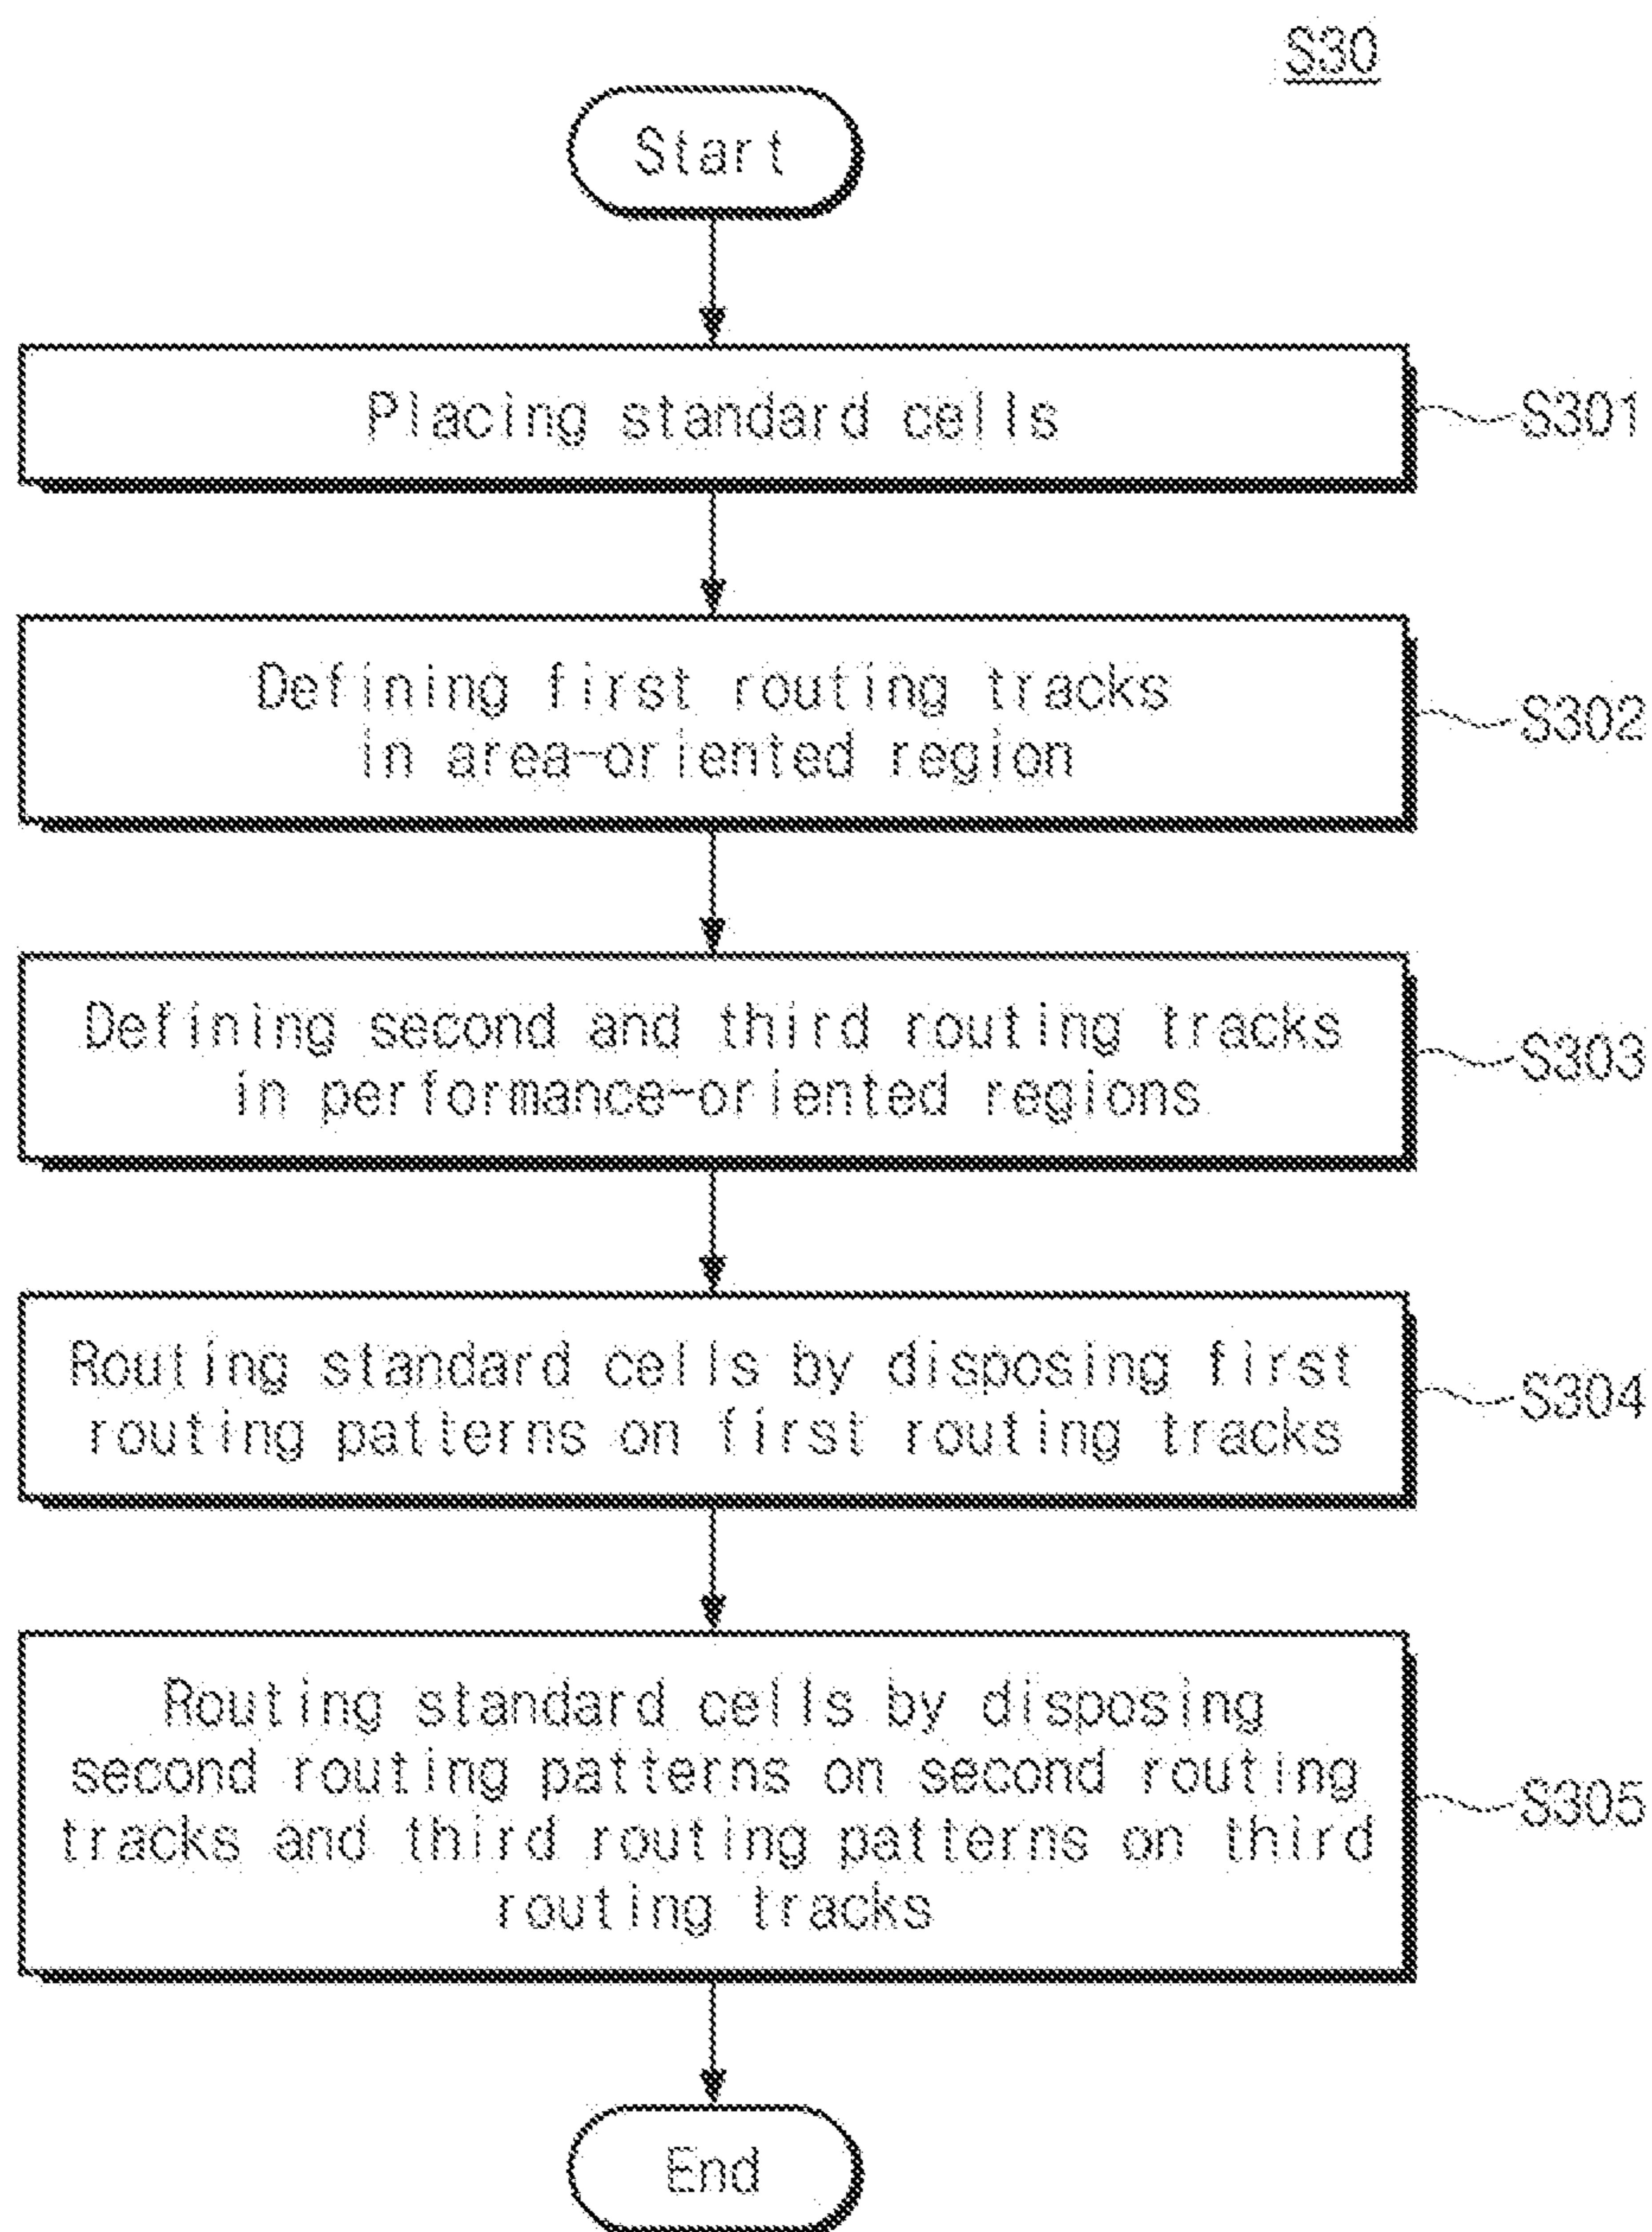 S30
Start
Placing standard cells
S301
Defining first routing tracks
in area-oriented region
S302
Defining second and third routing tracks
in performance-oriented regions
S303
Routing standard cells by disposing first
routing patterns on first routing tracks
S304
Routing standard cells by disposing
second routing patterns on second routing
tracks and third routing patterns on third
routing tracks
S305
End